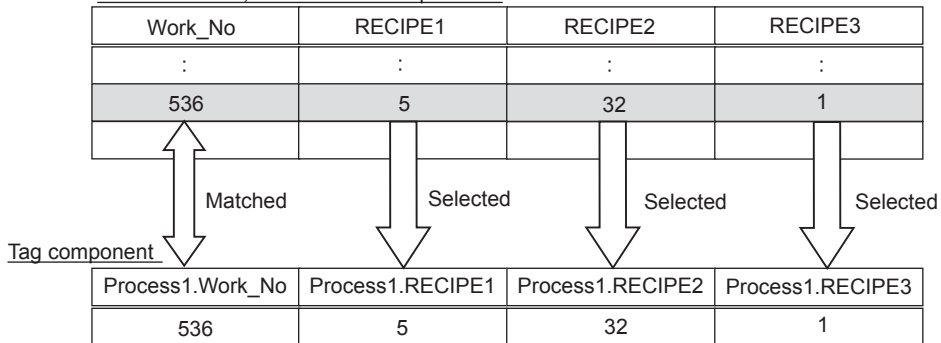 Work_No RECIPE1 RECIPE2 RECIPE3
: : : :
536 5 32 1
Matched Selected Selected Selected
Tag component
Process1.Work_No Process1.RECIPE1 Process1.RECIPE2 Process1.RECIPE3
536 5 32 1